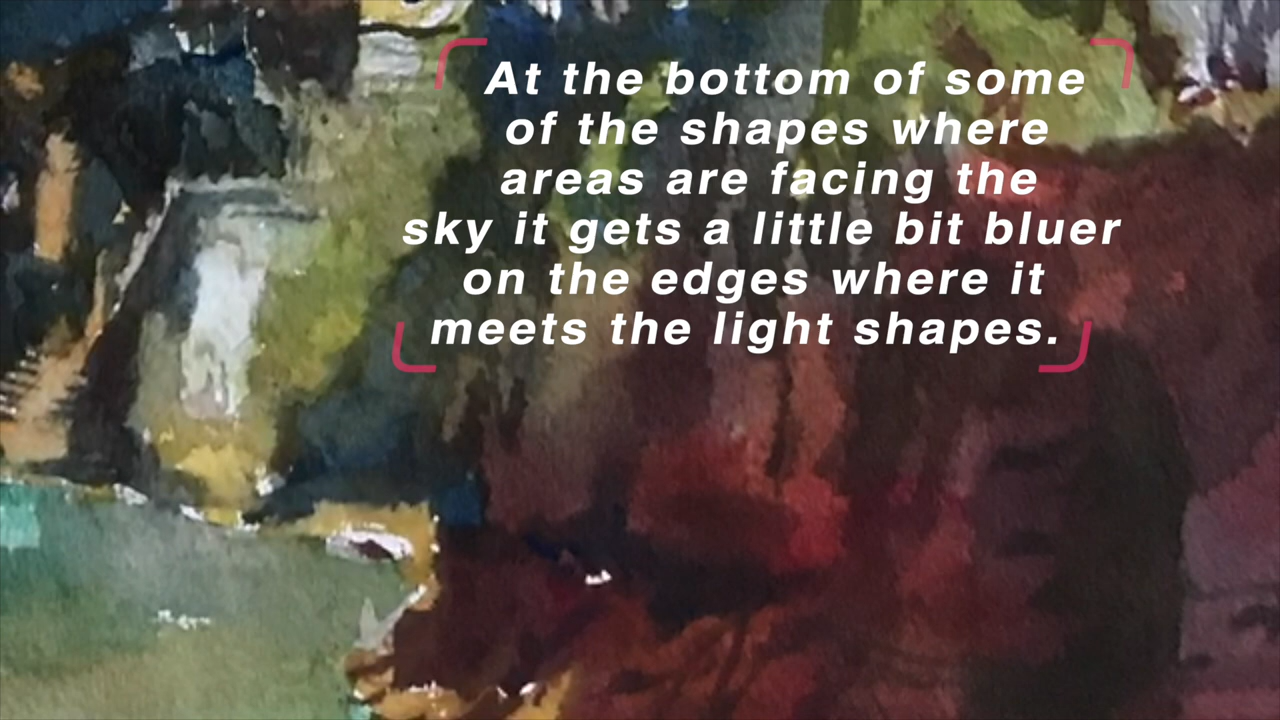 At the bottom of some
of the shapes where
areas are facing the
sky it gets a little bit bluer
on the edges where it
meets the light shapes.